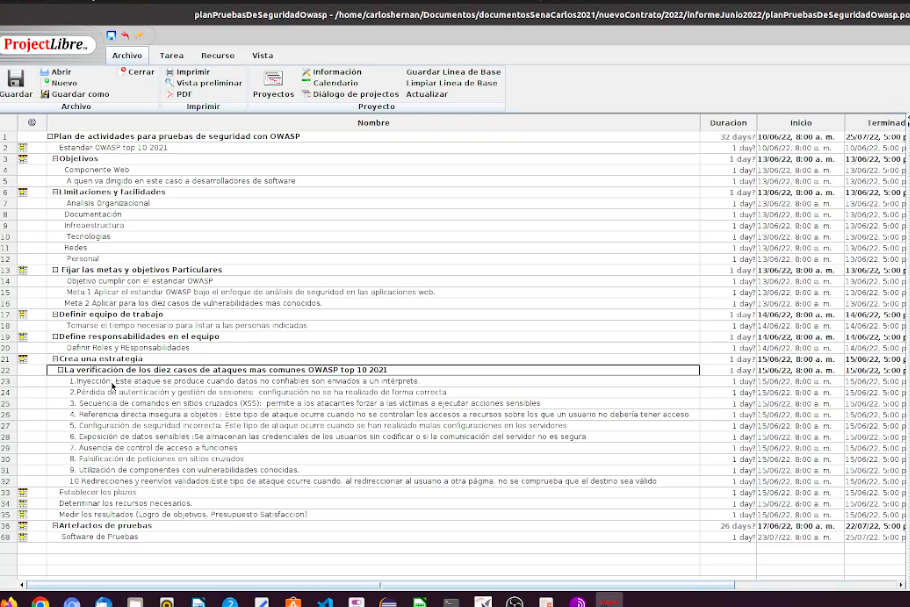 planPruebasDeSeguridadOwasp - /home/carloshernan/Documentos/documentosSenaCarlos2021/nuevoContrato/2022/informeJunio2022/planPruebasDeSeguridadOwasp.po
ProjectLibre
Archivo Tarea Recurso Vista
Guardar Abrir Nuevo Guardar como Cerrar
Archivo
Imprimir Vista preliminar PDF
Imprimir
Proyectos Información Calendario Diálogo de projectos
Guardar Linea de Base Limpiar Linea de Base Actualizar
Proyecto
Nombre Duracion Inicio Terminad
1 Plan de actividades para pruebas de seguridad con OWASP 32 days? 10/06/22, 8:00 a. m. 25/07/22, 5:00 p
2 Estandar OWASP top 10 2021 1 day? 10/06/22, 8:00 a. m. 10/06/22, 5:00 p
3 Objetivos 1 day? 13/06/22, 8:00 a. m. 13/06/22, 5:00 p
4 Componente Web 1 day? 13/06/22, 8:00 a. m. 13/06/22, 5:00 p
5 A quen va dirigido en este caso a desarrolladores de software 1 day? 13/06/22, 8:00 a. m. 13/06/22, 5:00 p
6 Limitaciones y facilidades 1 day? 13/06/22, 8:00 a. m. 13/06/22, 5:00 p
7 Analisis Organizacional 1 day? 13/06/22, 8:00 a. m. 13/06/22, 5:00 p
8 Documentación 1 day? 13/06/22, 8:00 a. m. 13/06/22, 5:00 p
9 Infraestructura 1 day? 13/06/22, 8:00 a. m. 13/06/22, 5:00 p
10 Tecnologias 1 day? 13/06/22, 8:00 a. m. 13/06/22, 5:00 p
11 Redes 1 day? 13/06/22, 8:00 a. m. 13/06/22, 5:00 p
12 Personal 1 day? 13/06/22, 8:00 a. m. 13/06/22, 5:00 p
13 Fijar las metas y objetivos Particulares 1 day? 13/06/22, 8:00 a. m. 13/06/22, 5:00 p
14 Objetivo cumplir con el estandar OWASP 1 day? 13/06/22, 8:00 a. m. 13/06/22, 5:00 p
15 Meta 1 Aplicar el estandar OWASP bajo el enfoque de análisis de seguridad en las aplicaciones web. 1 day? 13/06/22, 8:00 a. m. 13/06/22, 5:00 p
16 Meta 2 Aplicar para los diez casos de vulnerabilidades mas conocidos. 1 day? 13/06/22, 8:00 a. m. 13/06/22, 5:00 p
17 Definir equipo de trabajo 1 day? 14/06/22, 8:00 a. m. 14/06/22, 5:00 p
18 Tomarse el tiempo necesario para listar a las personas indicadas 1 day? 14/06/22, 8:00 a. m. 14/06/22, 5:00 p
19 Define responsabilidades en el equipo 1 day? 14/06/22, 8:00 a. m. 14/06/22, 5:00 p
20 Definir Roles y REsponsabilidades 1 day? 14/06/22, 8:00 a. m. 14/06/22, 5:00 p
21 Crea una estrategia 1 day? 15/06/22, 8:00 a. m. 15/06/22, 5:00 p
22 La verificación de los diez casos de ataques mas comunes OWASP top 10 2021 1 day? 15/06/22, 8:00 a. m. 15/06/22, 5:00 p
23 1.Inyección: Este ataque se produce cuando datos no confiables son enviados a un intérprete. 1 day? 15/06/22, 8:00 a. m. 15/06/22, 5:00 p
24 2.Pérdida de autenticación y gestión de sesiones: configuración no se ha realizado de forma correcta 1 day? 15/06/22, 8:00 a. m. 15/06/22, 5:00 p
25 3. Secuencia de comandos en sitios cruzados (XSS): permite a los atacantes forzar a las victimas a ejecutar acciones sensibles 1 day? 15/06/22, 8:00 a. m. 15/06/22, 5:00 p
26 4. Referencia directa insegura a objetos : Este tipo de ataque ocurre cuando no se controlan los accesos a recursos sobre los que un usuario no debería tener acceso 1 day? 15/06/22, 8:00 a. m. 15/06/22, 5:00 p
27 5. Configuración de seguridad incorrecta: Este tipo de ataque ocurre cuando se han realizado malas configuraciones en los servidores 1 day? 15/06/22, 8:00 a. m. 15/06/22, 5:00 p
28 6. Exposición de datos sensibles :Se almacenan las credenciales de los usuarios sin codificar o si la comunicación del servidor no es segura 1 day? 15/06/22, 8:00 a. m. 15/06/22, 5:00 p
29 7. Ausencia de control de acceso a funciones 1 day? 15/06/22, 8:00 a. m. 15/06/22, 5:00 p
30 8. Falsificación de peticiones en sitios cruzados 1 day? 15/06/22, 8:00 a. m. 15/06/22, 5:00 p
31 9. Utilización de componentes con vulnerabilidades conocidas. 1 day? 15/06/22, 8:00 a. m. 15/06/22, 5:00 p
32 10 Redirecciones y reenvíos validados:Este tipo de ataque ocurre cuando, al redireccionar al usuario a otra página, no se comprueba que el destino sea válido 1 day? 15/06/22, 8:00 a. m. 15/06/22, 5:00 p
33 Establecer los plazos 1 day? 15/06/22, 8:00 a. m. 15/06/22, 5:00 p
34 Determinar los recursos necesarios. 1 day? 15/06/22, 8:00 a. m. 15/06/22, 5:00 p
35 Medir los resultados (Logro de objetivos, Presupuesto Satisfaccion) 1 day? 15/06/22, 8:00 a. m. 15/06/22, 5:00 p
36 Artefactos de pruebas 26 days? 17/06/22, 8:00 a. m. 22/07/22, 5:00 p
68 Software de Pruebas 1 day? 23/07/22, 8:00 a. m. 25/07/22, 5:00 p